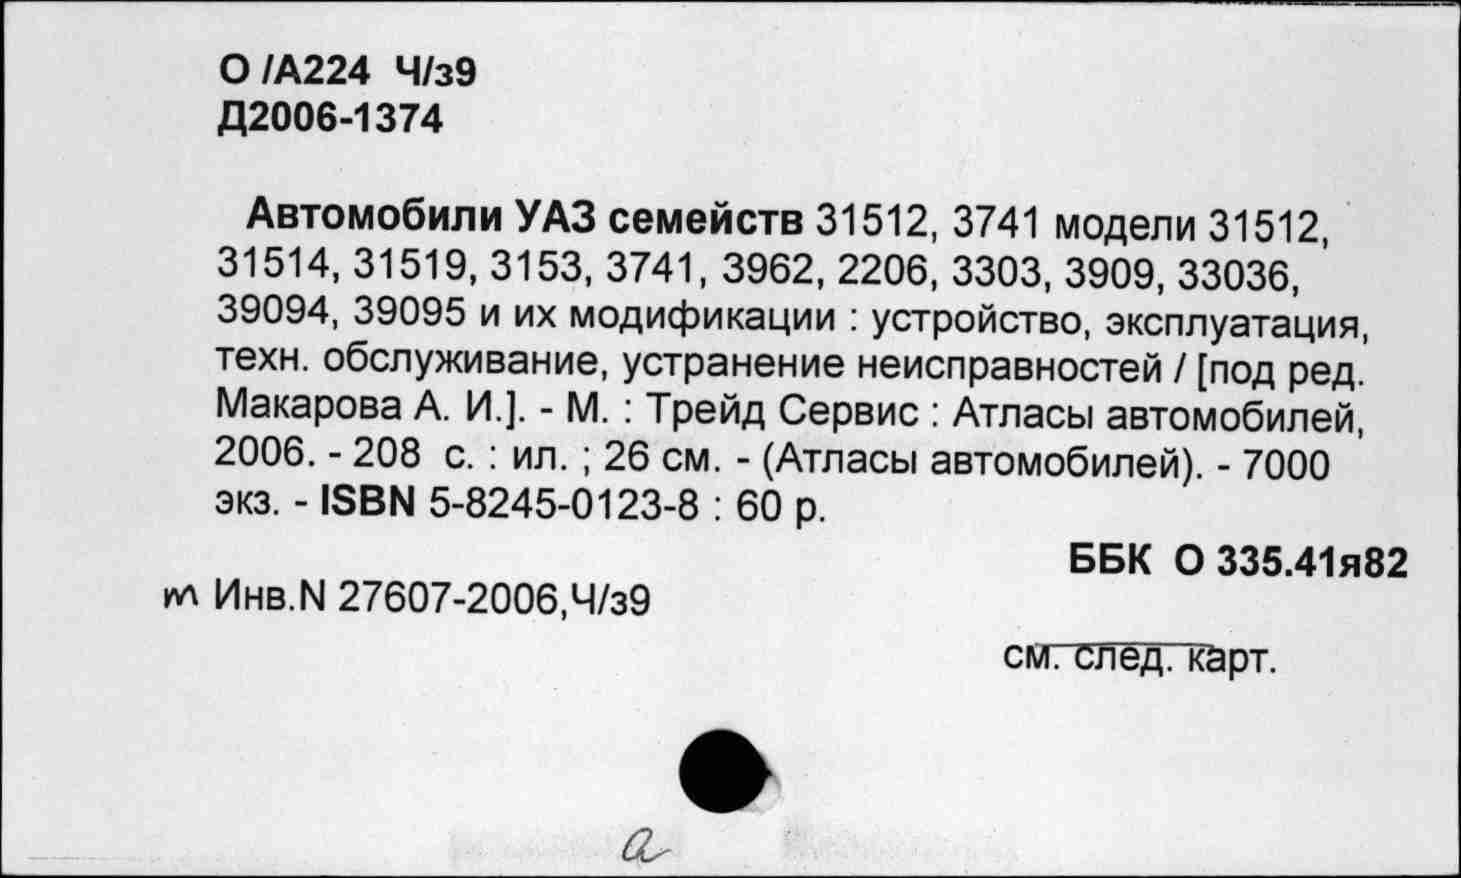 О /А224 Ч/з9
Д2006-1374
Автомобили УАЗ семейств 31512, 3741 модели 31512,
31514, 31519, 3153, 3741, 3962, 2206, 3303, 3909, 33036,
39094, 39095 и их модификации : устройство, эксплуатация,
техн. обслуживание, устранение неисправностей / [под ред.
Макарова А. И.]. - М. : Трейд Сервис : Атласы автомобилей,
2006. - 208 с. : ил. ; 26 см. - (Атласы автомобилей). - 7000
экз. - ISBN 5-8245-0123-8 : 60 р.
ББК О 335.41я82
Инв.N 27607-2006,Ч/з9
см. след. карт.
а